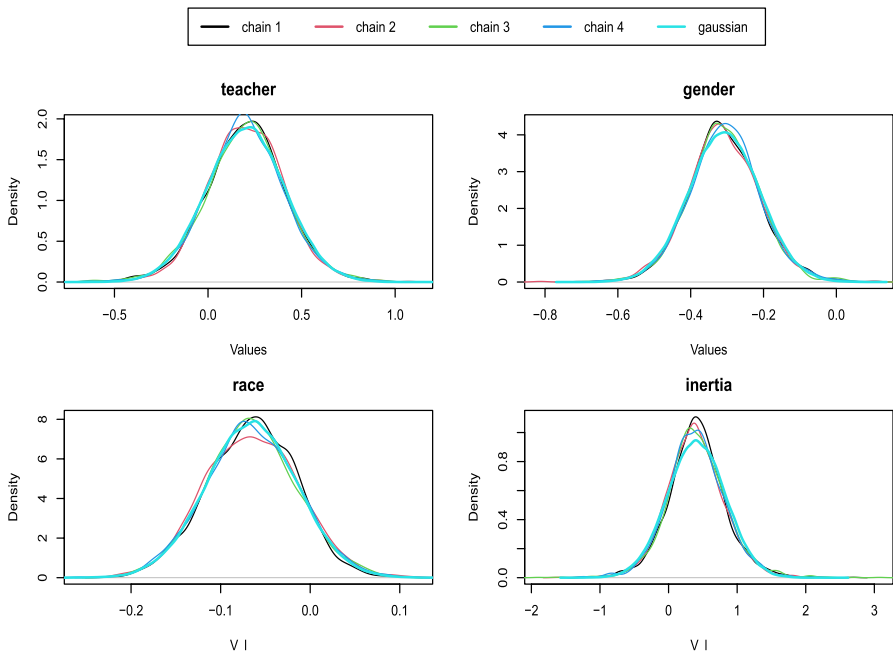 chain 1 chain 2 chain 3 chain 4 gaussian
teacher
Density
0.0 0.5 1.0 1.5 2.0
−0.5 0.0 0.5 1.0
Values
gender
Density
0 1 2 3 4
−0.8 −0.6 −0.4 −0.2 0.0
Values
race
Density
0 2 4 6 8
−0.2 −0.1 0.0 0.1
inertia
Density
0.0 0.4 0.8
−2 −1 0 1 2 3